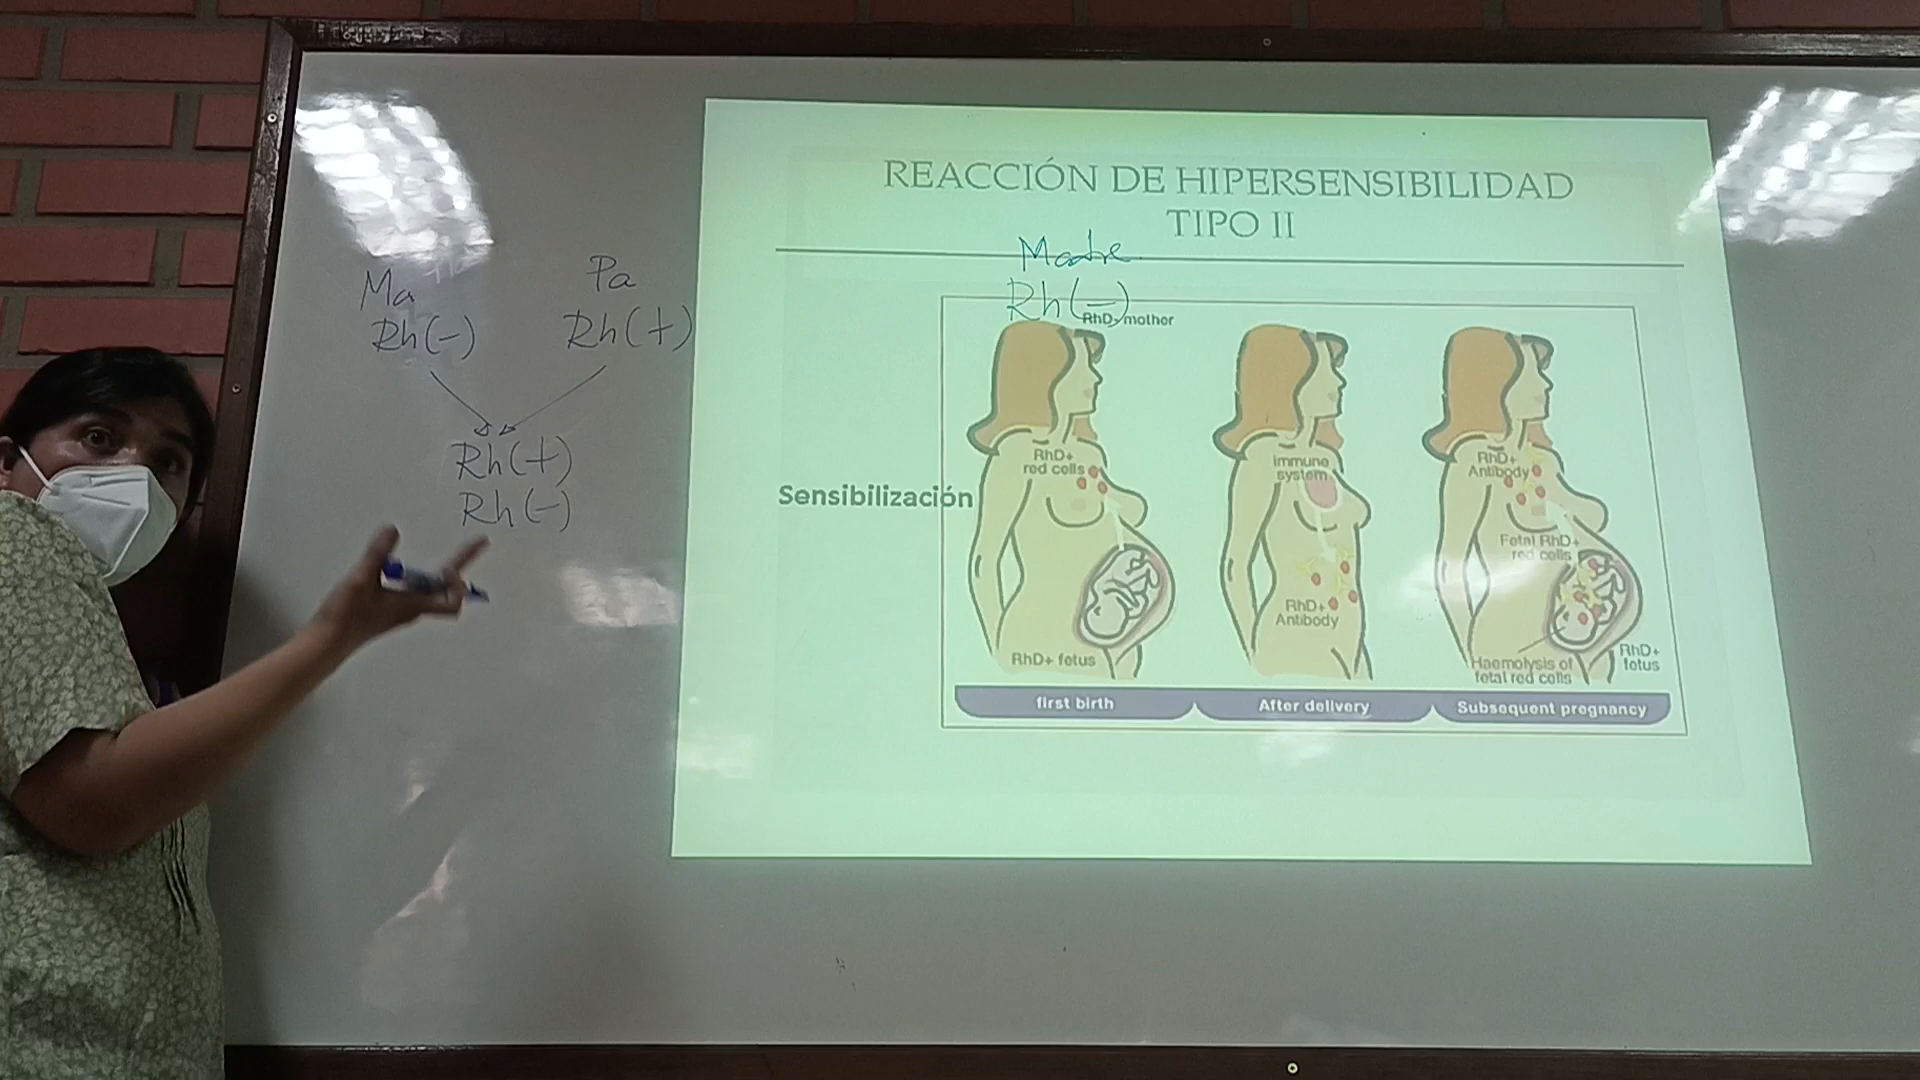 REACCIÓN DE HIPERSENSIBILIDAD
TIPO II
Madre
Rh(-)
RhD- mother
Ma
Rh(-)
Pa
Rh(+)
Rh(+)
Rh(-)
Sensibilización
RhD+
red cells
RhD+ fetus
first birth
Immune
system
RhD+
Antibody
After delivery
RhD+
Antibody
Fetal RhD+
red cells
Haemolysis of
fetal red cells
RhD+
fetus
Subsequent pregnancy